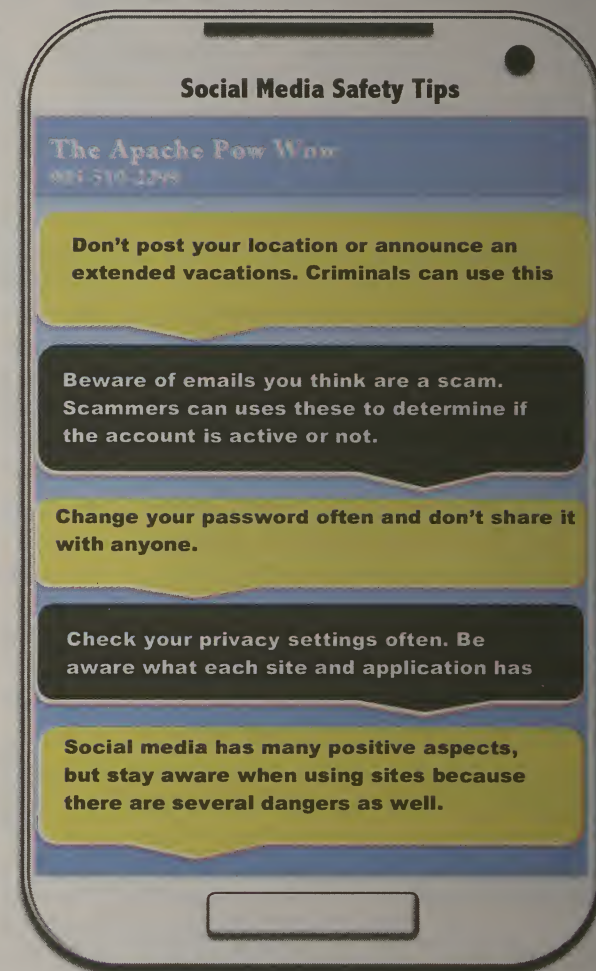 Social Media Safety Tips
The Apache Pow Wow
Don't post your location or announce an
extended vacations. Criminals can use this
Beware of emails you think are a scam.
Scammers can uses these to determine if
the account is active or not.
Change your password often and don't share it
with anyone.
Check your privacy settings often. Be
aware what each site and application has
Social media has many positive aspects,
but stay aware when using sites because
there are several dangers as well.